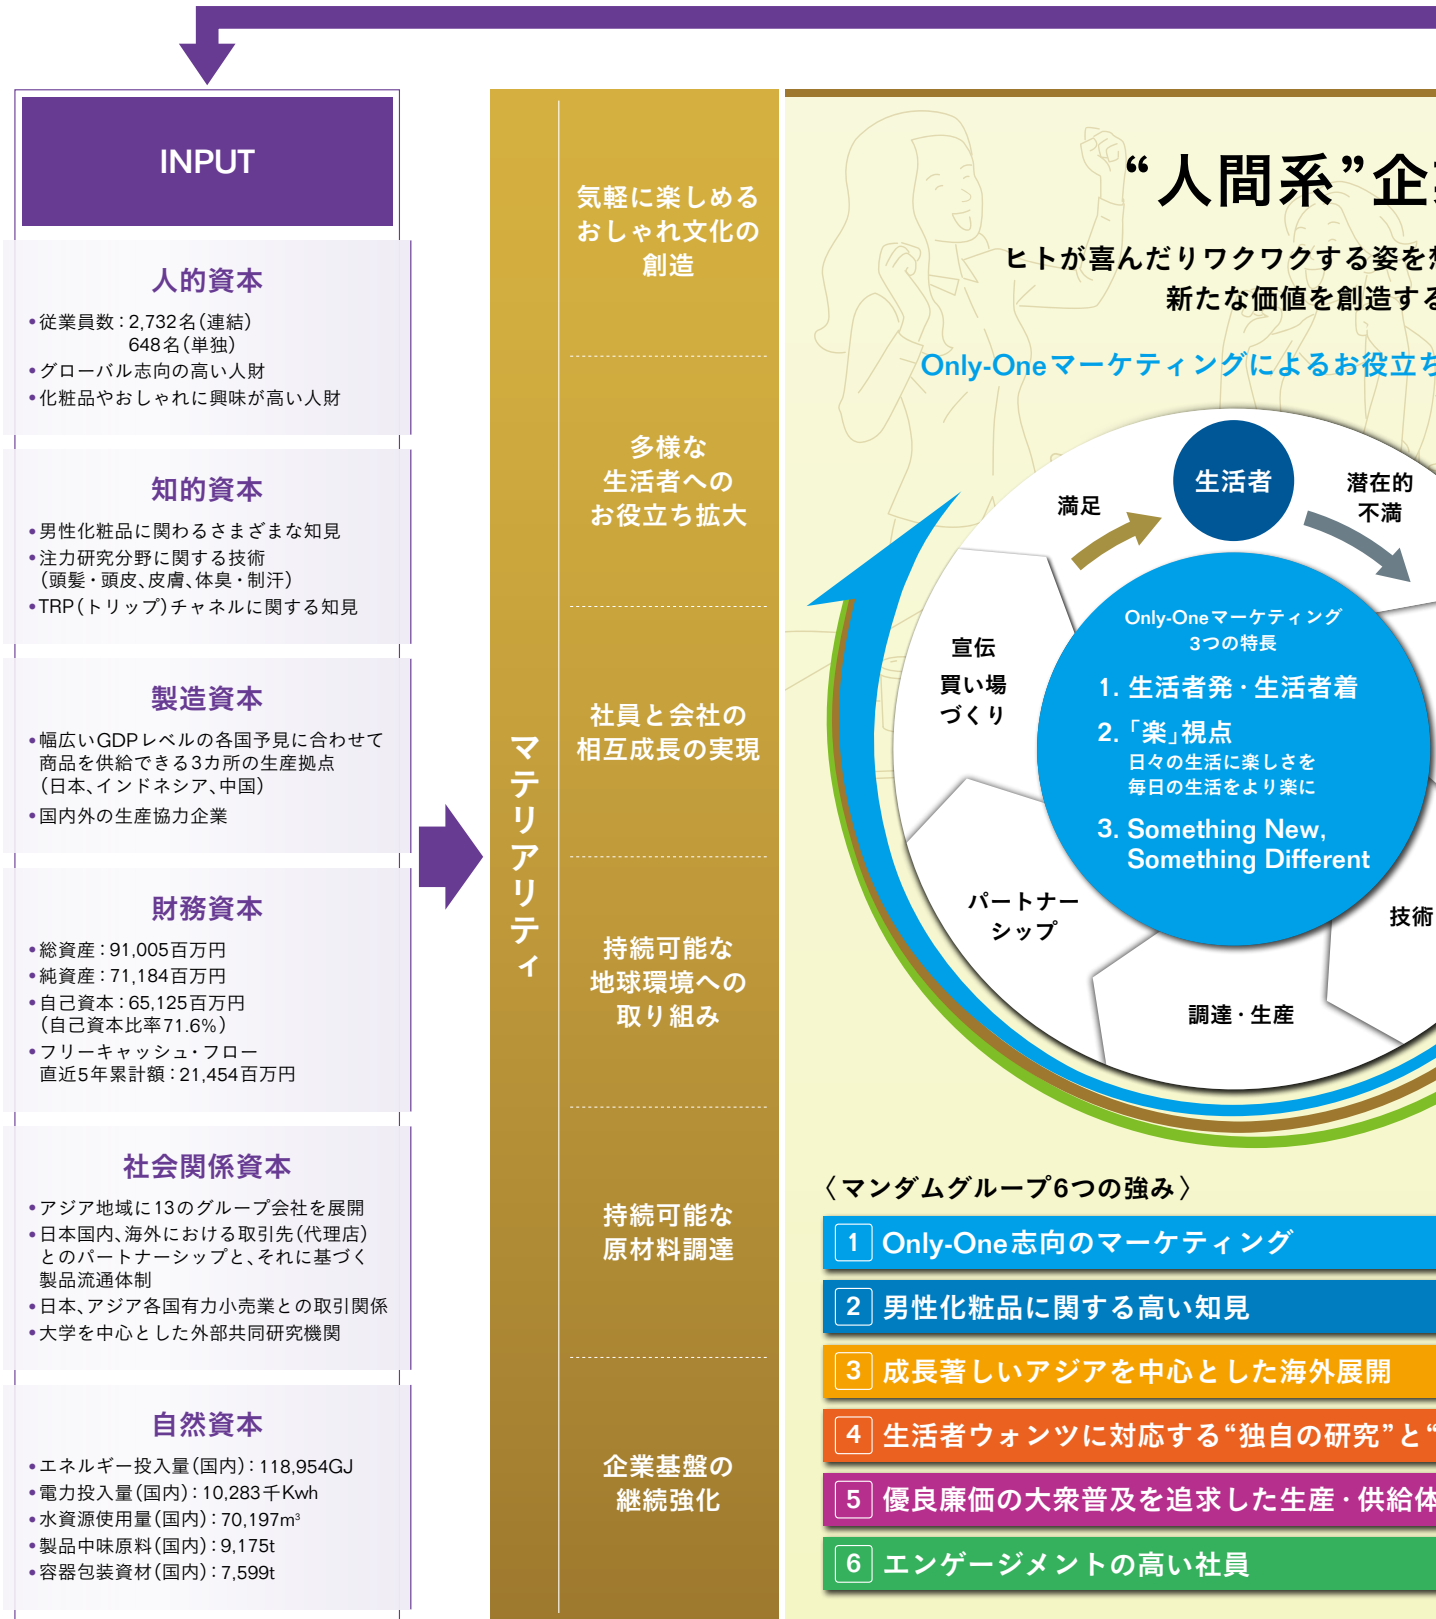 INPUT
人的資本
•従業員数：2,732名（連結）
648名（単独）
•グローバル志向の高い人財
•化粧品やおしゃれに興味が高い人財
知的資本
•男性化粧品に関わるさまざまな知見
•注力研究分野に関する技術
（頭髪・頭皮、皮膚、体臭・制汗）
•TRP（トリップ）チャネルに関する知見
製造資本
•幅広いGDPレベルの各国予見に合わせて
商品を供給できる3カ所の生産拠点
（日本、インドネシア、中国）
•国内外の生産協力企業
財務資本
•総資産：91,005百万円
•純資産：71,184百万円
•自己資本：65,125百万円
（自己資本比率71.6%）
•フリーキャッシュ・フロー
直近5年累計額：21,454百万円
社会関係資本
•アジア地域に13のグループ会社を展開
•日本国内、海外における取引先（代理店）
とのパートナーシップと、それに基づく
製品流通体制
•日本、アジア各国有力小売業との取引関係
•大学を中心とした外部共同研究機関
自然資本
•エネルギー投入量（国内）：118,954GJ
•電力投入量（国内）：10,283千Kwh
•水資源使用量（国内）：70,197m³
•製品中味原料（国内）：9,175t
•容器包装資材（国内）：7,599t
マテリアリティ
気軽に楽しめる
おしゃれ文化の
創造
多様な
生活者への
お役立ち拡大
社員と会社の
相互成長の実現
持続可能な
地球環境への
取り組み
持続可能な
原材料調達
企業基盤の
継続強化
“人間系”企
ヒトが喜んだりワクワクする姿を
新たな価値を創造する
Only-Oneマーケティングによるお役立ち
生活者
満足
潜在的
不満
宣伝
買い場
づくり
Only-Oneマーケティング
3つの特長
1. 生活者発・生活者着
2.「楽」視点
日々の生活に楽しさを
毎日の生活をより楽に
3. Something New,
Something Different
パートナー
シップ
技術
調達・生産
〈マンダムグループ6つの強み〉
1 Only-One志向のマーケティング
2 男性化粧品に関する高い知見
3 成長著しいアジアを中心とした海外展開
4 生活者ウォンツに対応する“独自の研究”と“
5 優良廉価の大衆普及を追求した生産・供給体
6 エンゲージメントの高い社員